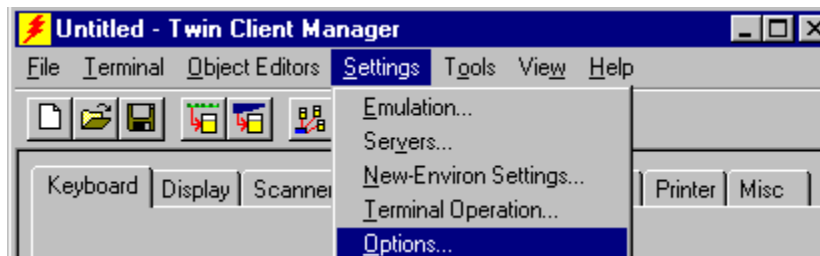 Untitled - Twin Client Manager
File Terminal Object Editors Settings Tools View Help
Emulation...
Servers...
New-Environ Settings...
Terminal Operation...
Options...
Keyboard Display Scanner Printer Misc